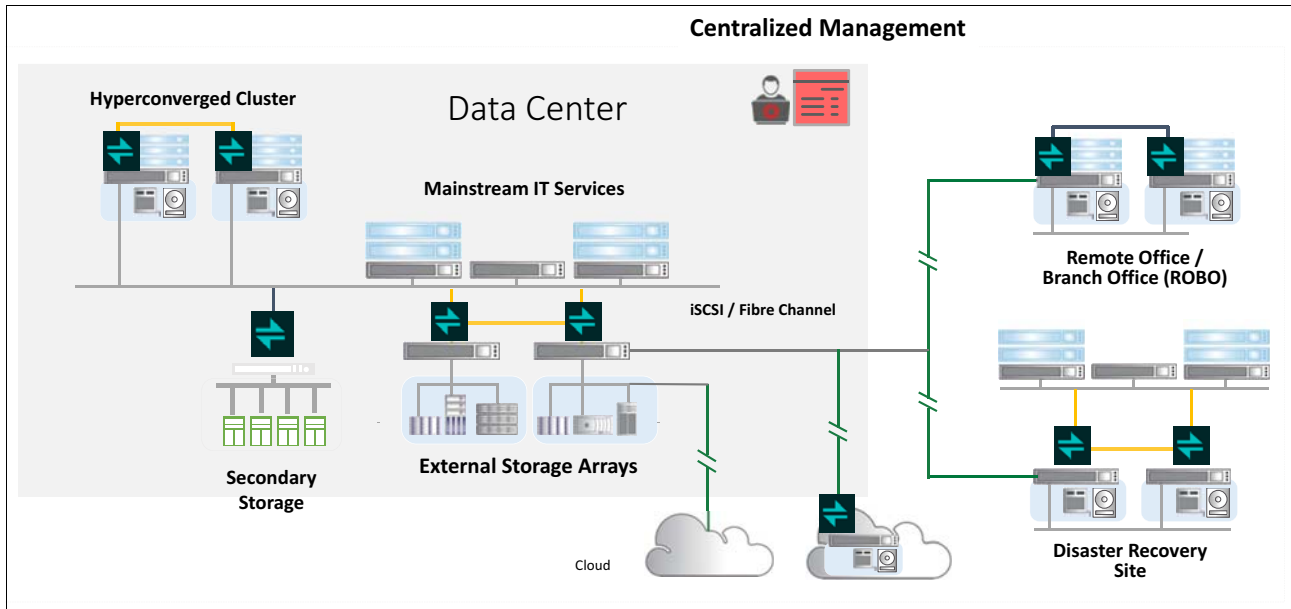 Centralized Management
Data Center
Hyperconverged Cluster
Mainstream IT Services
iSCSI / Fibre Channel
Remote Office /
Branch Office (ROBO)
External Storage Arrays
Secondary
Storage
Cloud
Disaster Recovery
Site